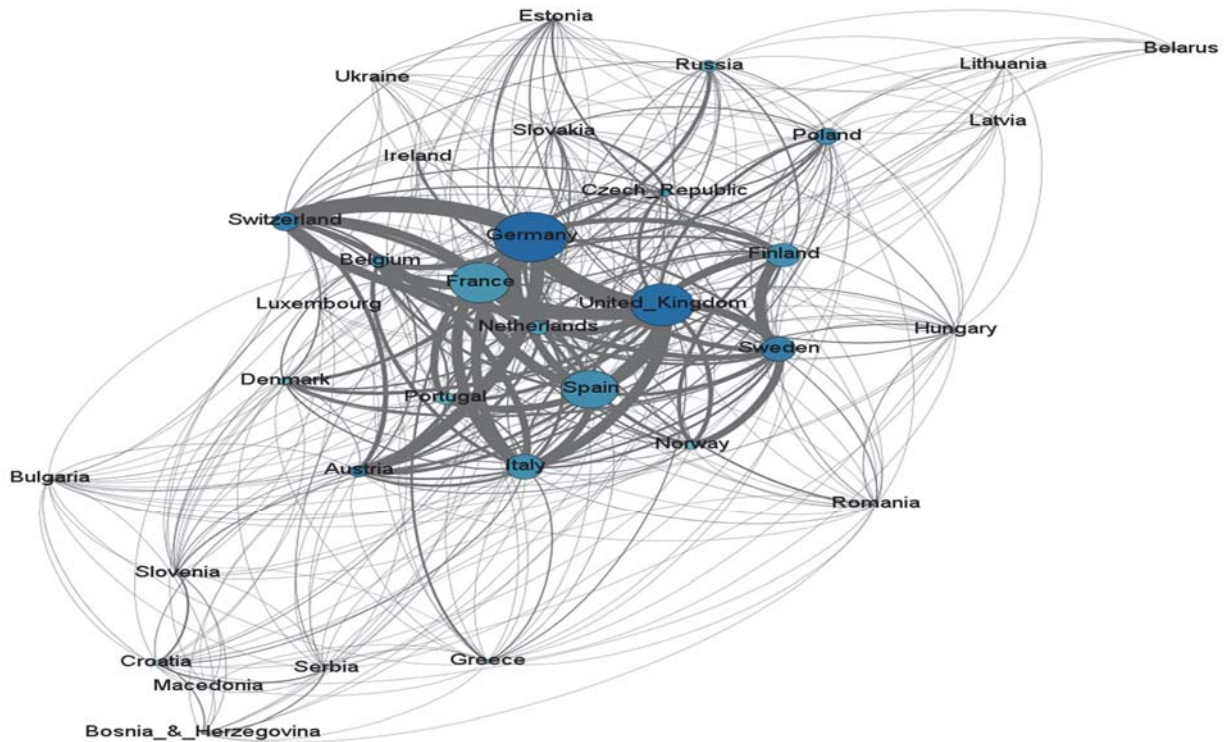 Estonia
Belarus
Russia
Lithuania
Ukraine
Latvia
Slovakia
Poland
Ireland
Czech_Republic
Switzerland
Germany
Finland
Belgium
France
Luxembourg
United_Kingdom
Netherlands
Hungary
Sweden
Denmark
Spain
Portugal
Norway
Italy
Austria
Bulgaria
Romania
Slovenia
Croatia
Greece
Serbia
Macedonia
Bosnia_&_Herzegovina